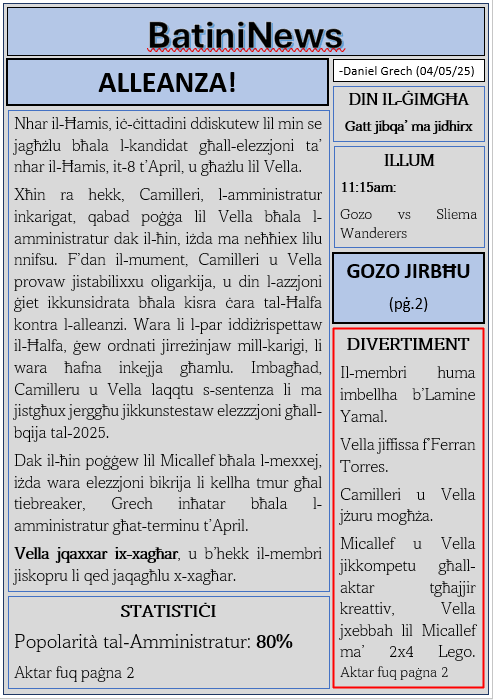 BatiniNews
ALLEANZA!
Nhar il-Ħamis, iċ-ċittadini ddiskutew lil min se
jagħżlu bħala l-kandidat għall-elezzjoni ta’
nhar il-Ħamis, it-8 t’April, u għażlu lil Vella.
Xħin ra hekk, Camilleri, l-amministratur
inkarigat, qabad poġġa lil Vella bħala l-
amministratur dak il-ħin, iżda ma neħħiex lilu
nnifsu. F’dan il-mument, Camilleri u Vella
provaw jistabilixxu oligarkija, u din l-azzjoni
ġiet ikkunsidrata bħala kisra ċara tal-Ħalfa
kontra l-alleanzi. Wara li l-par iddiżrispettaw
il-Ħalfa, ġew ordnati jirreżinjaw mill-karigi, li
wara ħafna inkejja għamlu. Imbagħad,
Camilleru u Vella laqqtu s-sentenza li ma
jistgħux jerggħu jikkunstestaw elezzzjoni għall-
bqija tal-2025.
Dak il-ħin poġġew lil Micallef bħala l-mexxej,
iżda wara elezzjoni bikrija li kellha tmur għal
tiebreaker, Grech inħatar bħala l-
amministratur għat-terminu t’April.
Vella jqaxxar ix-xagħar, u b’hekk il-membri
jiskopru li qed jaqagħlu x-xagħar.
STATISTIĊI
Popolarità tal-Amministratur: 80%
Aktar fuq paġna 2
-Daniel Grech (04/05/25)
DIN IL-ĠIMGĦA
Gatt jibqa’ ma jidhirx
ILLUM
11:15am:
Gozo vs Sliema
Wanderers
GOZO JIRBĦU
(pġ.2)
DIVERTIMENT
Il-membri huma
imbellha b’Lamine
Yamal.
Vella jiffissa f’Ferran
Torres.
Camilleri u Vella
jżuru mogħża.
Micallef u Vella
jikkompetu għall-
aktar tgħajjir
kreattiv, Vella
jxebbah lil Micallef
ma’ 2x4 Lego.
Aktar fuq paġna 2